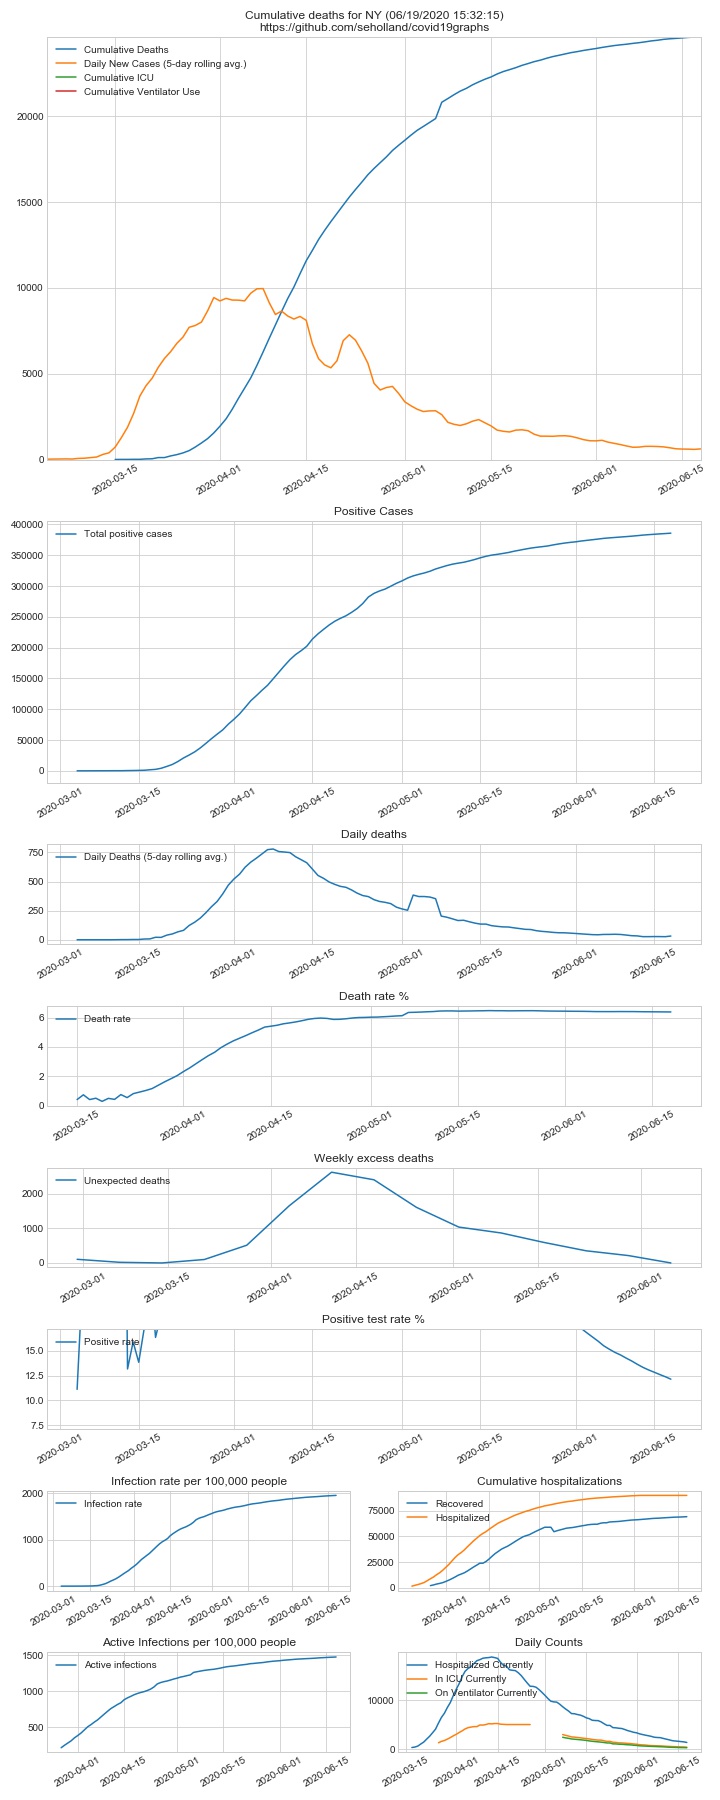 Cumulative deaths for NY (06/19/2020 15:32:15)
https://github.com/seholland/covid19graphs
Cumulative Deaths
Daily New Cases (5-day rolling avg.)
Cumulative ICU
Cumulative Ventilator Use
20000
15000
10000
5000
0
2020-03-15 2020-04-01 2020-04-15 2020-05-01 2020-05-15 2020-06-01 2020-06-15
Positive Cases
Total positive cases
400000
350000
300000
250000
200000
150000
100000
50000
0
2020-03-01 2020-03-15 2020-04-01 2020-04-15 2020-05-01 2020-05-15 2020-06-01 2020-06-15
Daily deaths
Daily Deaths (5-day rolling avg.)
750
500
250
0
2020-03-01 2020-03-15 2020-04-01 2020-04-15 2020-05-01 2020-05-15 2020-06-01 2020-06-15
Death rate %
Death rate
6
4
2
0
2020-03-15 2020-04-01 2020-04-15 2020-05-01 2020-05-15 2020-06-01 2020-06-15
Weekly excess deaths
Unexpected deaths
2000
1000
0
2020-03-01 2020-03-15 2020-04-01 2020-04-15 2020-05-01 2020-05-15 2020-06-01
Positive test rate %
Positive rate
15.0
12.5
10.0
7.5
2020-03-01 2020-03-15 2020-04-01 2020-04-15 2020-05-01 2020-05-15 2020-06-01 2020-06-15
Infection rate per 100,000 people
Infection rate
2000
1000
0
2020-03-01 2020-03-15 2020-04-01 2020-04-15 2020-05-01 2020-05-15 2020-06-01 2020-06-15
Cumulative hospitalizations
Recovered
Hospitalized
75000
50000
25000
0
2020-04-01 2020-04-15 2020-05-01 2020-05-15 2020-06-01 2020-06-15
Active Infections per 100,000 people
Active infections
1500
1000
500
2020-04-01 2020-04-15 2020-05-01 2020-05-15 2020-06-01 2020-06-15
Daily Counts
Hospitalized Currently
In ICU Currently
On Ventilator Currently
10000
0
2020-03-15 2020-04-01 2020-04-15 2020-05-01 2020-05-15 2020-06-01 2020-06-15